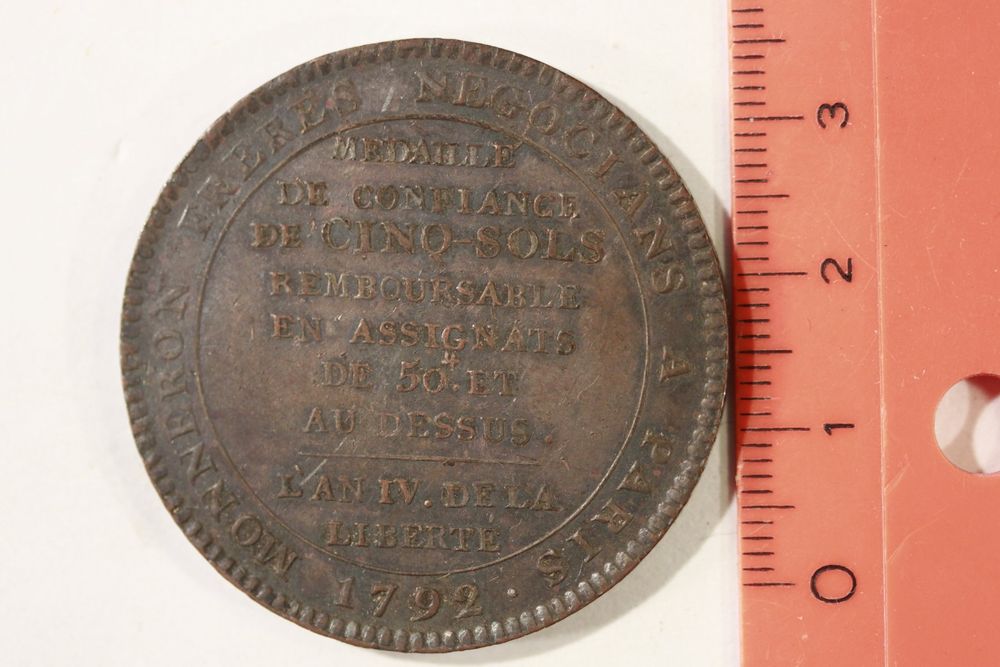 MONNERON FRERES NEGOCIANS A PARIS.
1792.
MEDAILLE
DE CONFIANCE
DE CINQ-SOLS
REMBOURSABLE
EN ASSIGNATS
DE 50.# ET
AU DESSUS.
L'AN IV. DE LA
LIBERTÉ
3
2
1
0